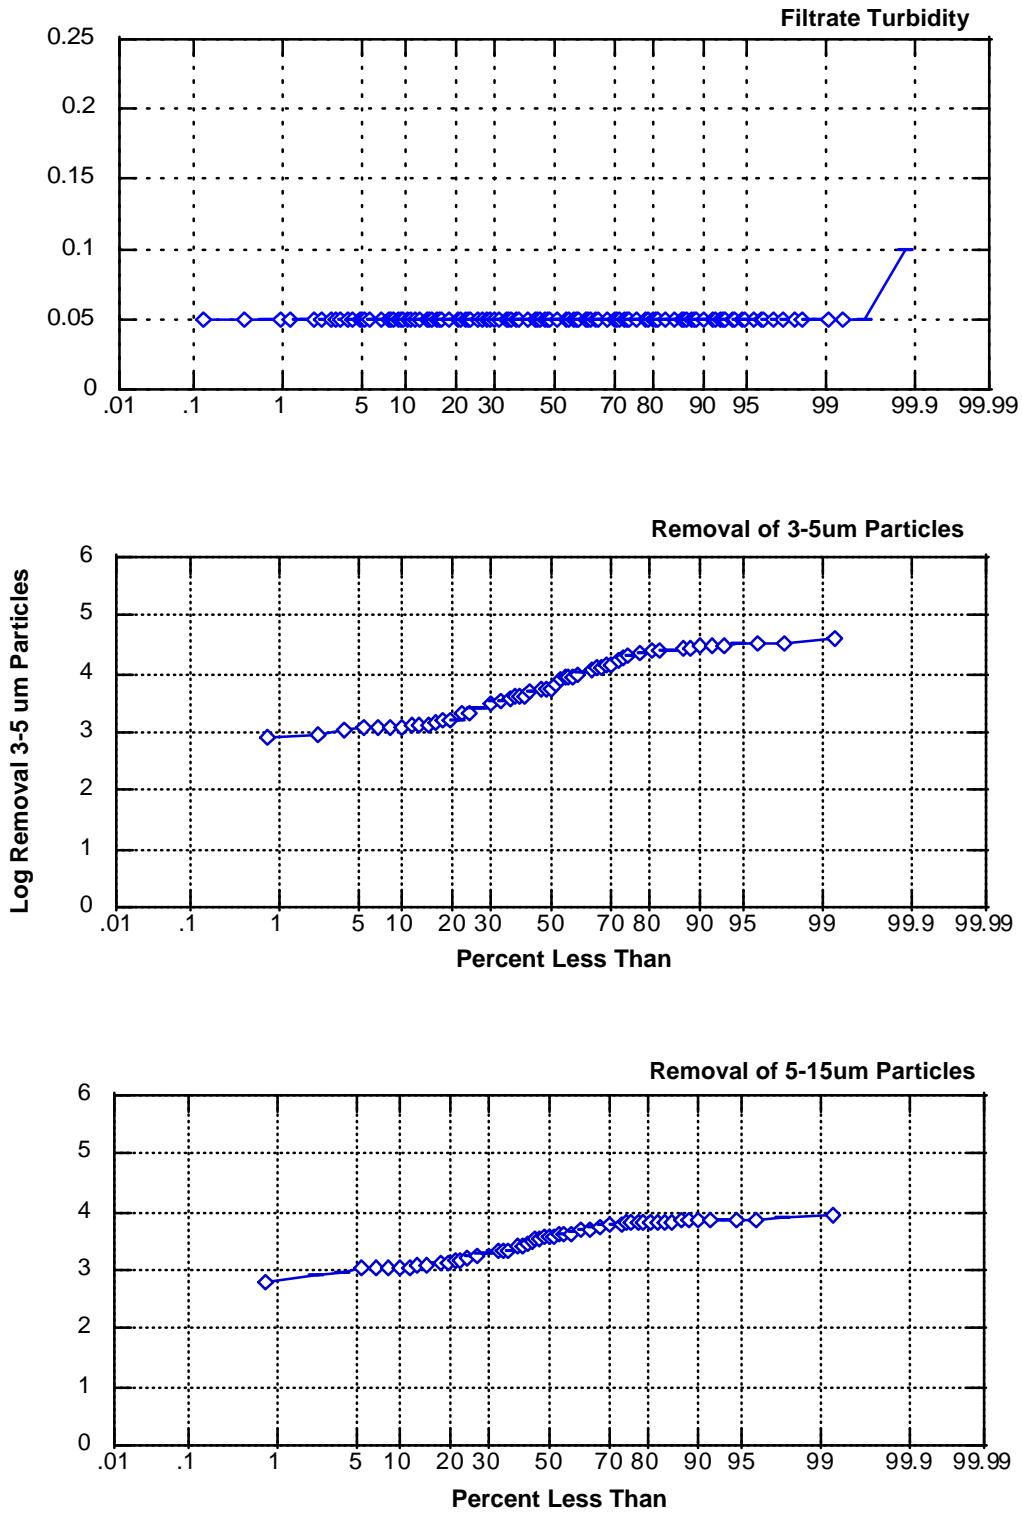 Filtrate Turbidity
0.25
0.2
0.15
0.1
0.05
0
.01 .1 1 5 10 20 30 50 70 80 90 95 99 99.9 99.99
Removal of 3-5um Particles
6
5
4
3
2
1
0
Log Removal 3-5 um Particles
.01 .1 1 5 10 20 30 50 70 80 90 95 99 99.9 99.99
Percent Less Than
Removal of 5-15um Particles
6
5
4
3
2
1
0
.01 .1 1 5 10 20 30 50 70 80 90 95 99 99.9 99.99
Percent Less Than